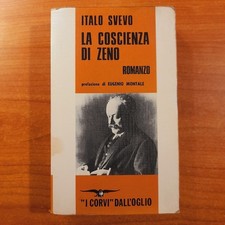 ITALO SVEVO
LA COSCIENZA
DI ZENO
ROMANZO
prefazione di EUGENIO MONTALE
"I CORVI" DALL'OGLIO